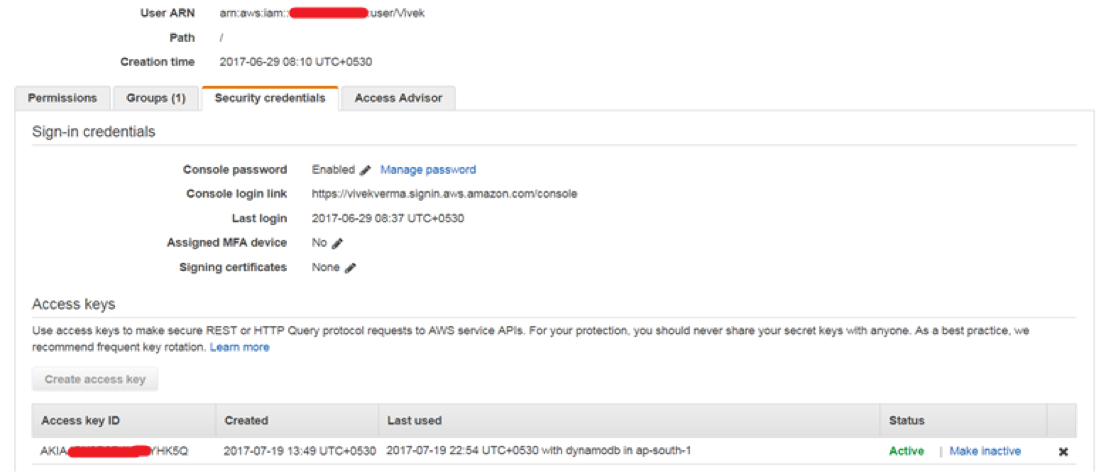 User ARN arn:aws:iam:: :user/Vivek
Path /
Creation time 2017-06-29 08:10 UTC+0530
Permissions Groups (1) Security credentials Access Advisor
Sign-in credentials
Console password Enabled Manage password
Console login link https://vivekverma.signin.aws.amazon.com/console
Last login 2017-06-29 08:37 UTC+0530
Assigned MFA device No
Signing certificates None
Access keys
Use access keys to make secure REST or HTTP Query protocol requests to AWS service APIs. For your protection, you should never share your secret keys with anyone. As a best practice, we
recommend frequent key rotation. Learn more
Create access key
Access key ID Created Last used Status
AKIA YHK5Q 2017-07-19 13:49 UTC+0530 2017-07-19 22:54 UTC+0530 with dynamodb in ap-south-1 Active | Make inactive